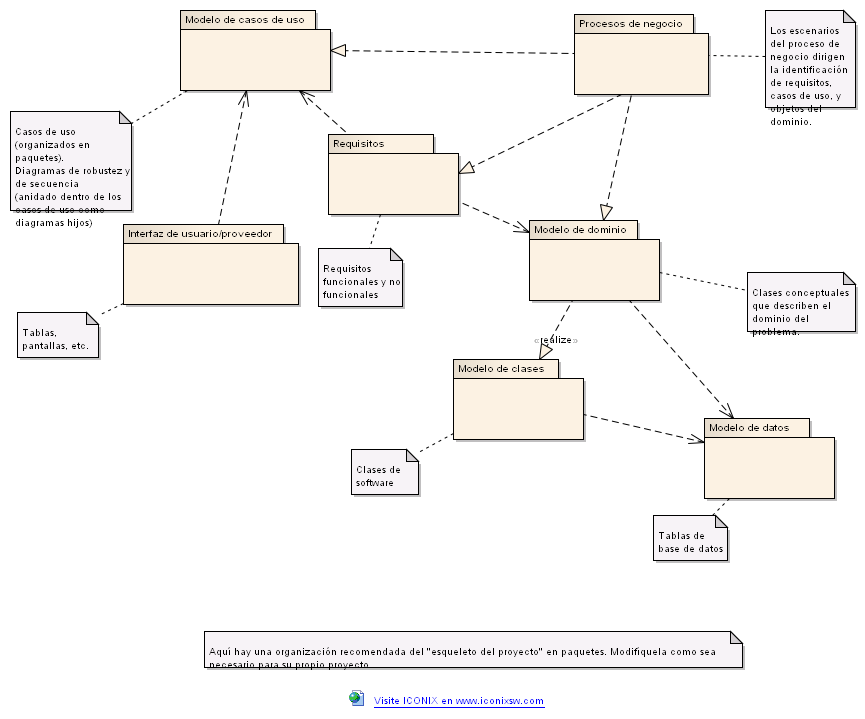 Modelo de casos de uso
Procesos de negocio
Los escenarios
del proceso de
negocio dirigen
la identificación
de requisitos,
casos de uso, y
objetos del
dominio.
Casos de uso
(organizados en
paquetes).
Diagramas de robustez y
de secuencia
(anidado dentro de los
casos de uso como
diagramas hijos)
Requisitos
Interfaz de usuario/proveedor
Modelo de dominio
Requisitos
funcionales y no
funcionales
Clases conceptuales
que describen el
dominio del
problema.
Tablas,
pantallas, etc.
«realize»
Modelo de clases
Modelo de datos
Clases de
software
Tablas de
base de datos
Aquí hay una organización recomendada del "esqueleto del proyecto" en paquetes. Modifiquela como sea
necesario para su propio proyecto
Visite ICONIX en www.iconixsw.com